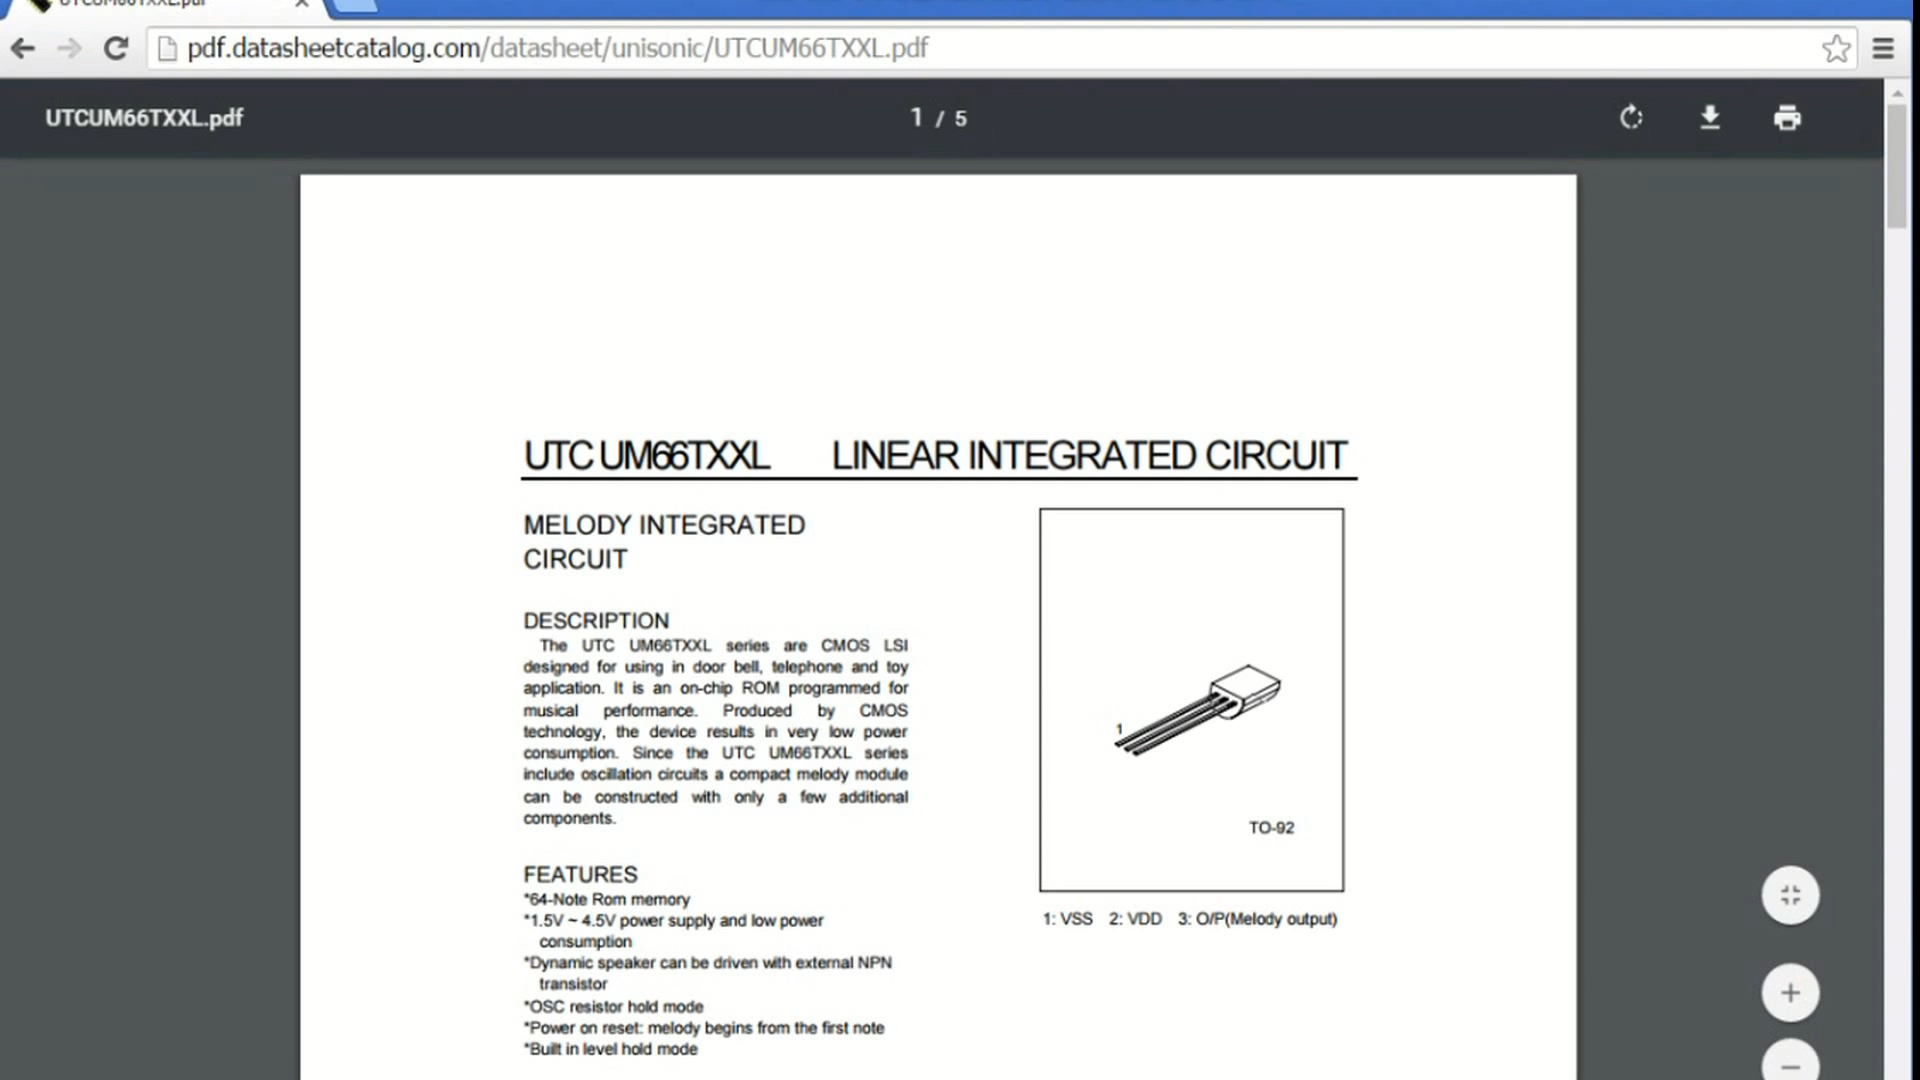 UTCUM66TXXL.pdf
pdf.datasheetcatalog.com/datasheet/unisonic/UTCUM66TXXL.pdf
UTCUM66TXXL.pdf
1 / 5
UTC UM66TXXL LINEAR INTEGRATED CIRCUIT
MELODY INTEGRATED
CIRCUIT
DESCRIPTION
The UTC UM66TXXL series are CMOS LSI
designed for using in door bell, telephone and toy
application. It is an on-chip ROM programmed for
musical performance. Produced by CMOS
technology, the device results in very low power
consumption. Since the UTC UM66TXXL series
include oscillation circuits a compact melody module
can be constructed with only a few additional
components.
FEATURES
*64-Note Rom memory
*1.5V ~ 4.5V power supply and low power
consumption
*Dynamic speaker can be driven with external NPN
transistor
*OSC resistor hold mode
*Power on reset: melody begins from the first note
*Built in level hold mode
1
TO-92
1: VSS 2: VDD 3: O/P(Melody output)